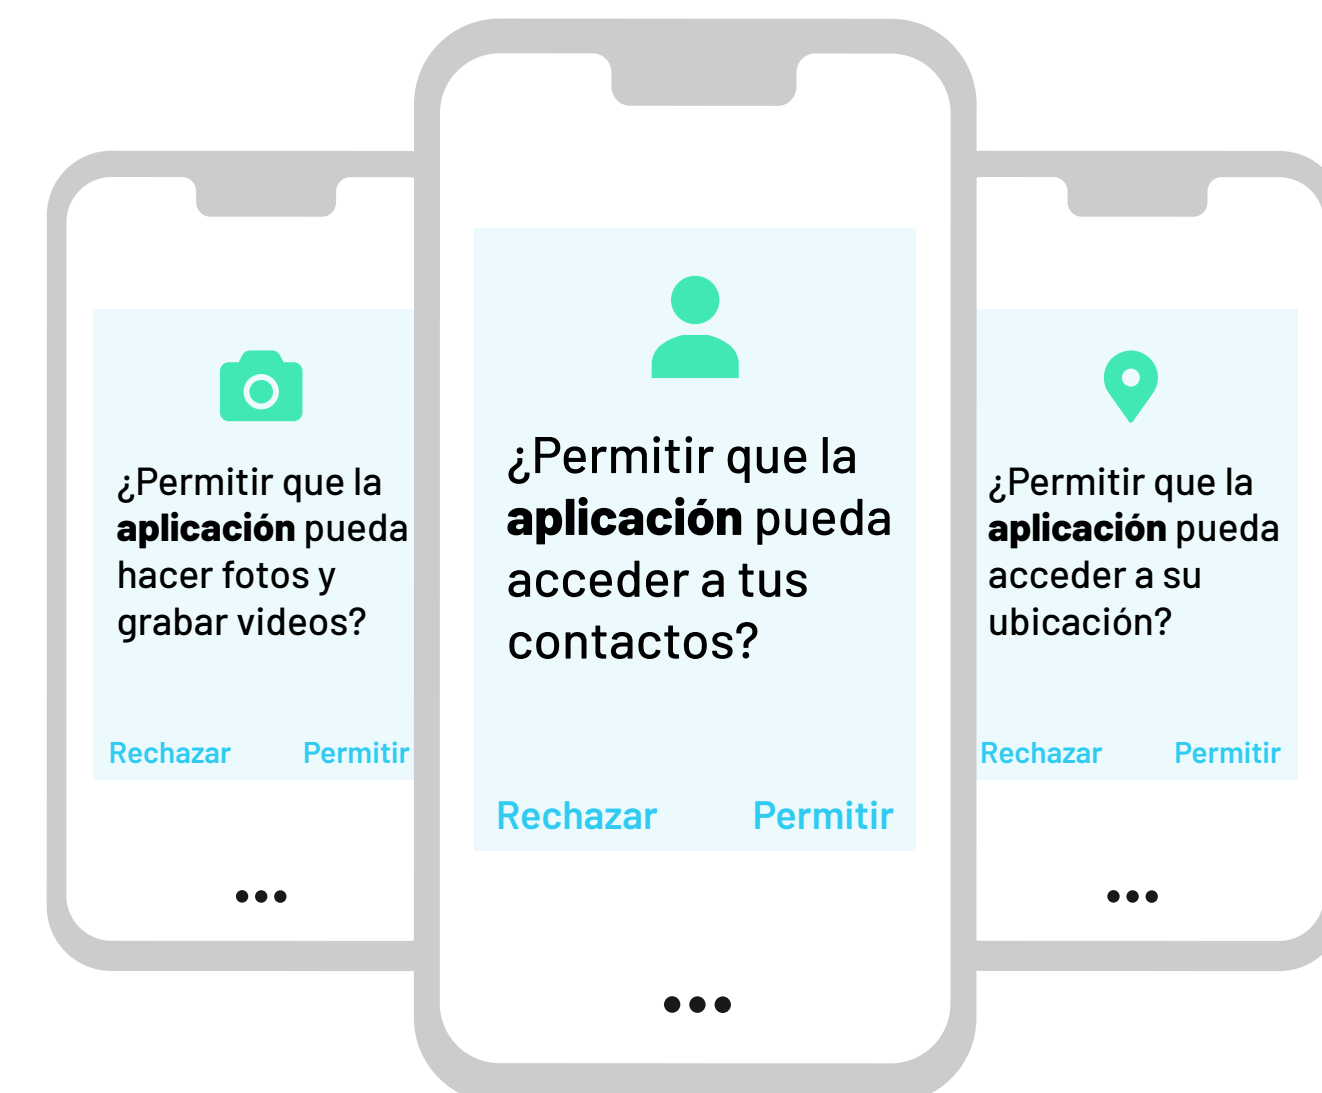 ¿Permitir que la
aplicación pueda
hacer fotos y
grabar videos?
Rechazar Permitir
¿Permitir que la
aplicación pueda
acceder a tus
contactos?
Rechazar Permitir
¿Permitir que la
aplicación pueda
acceder a su
ubicación?
Rechazar Permitir